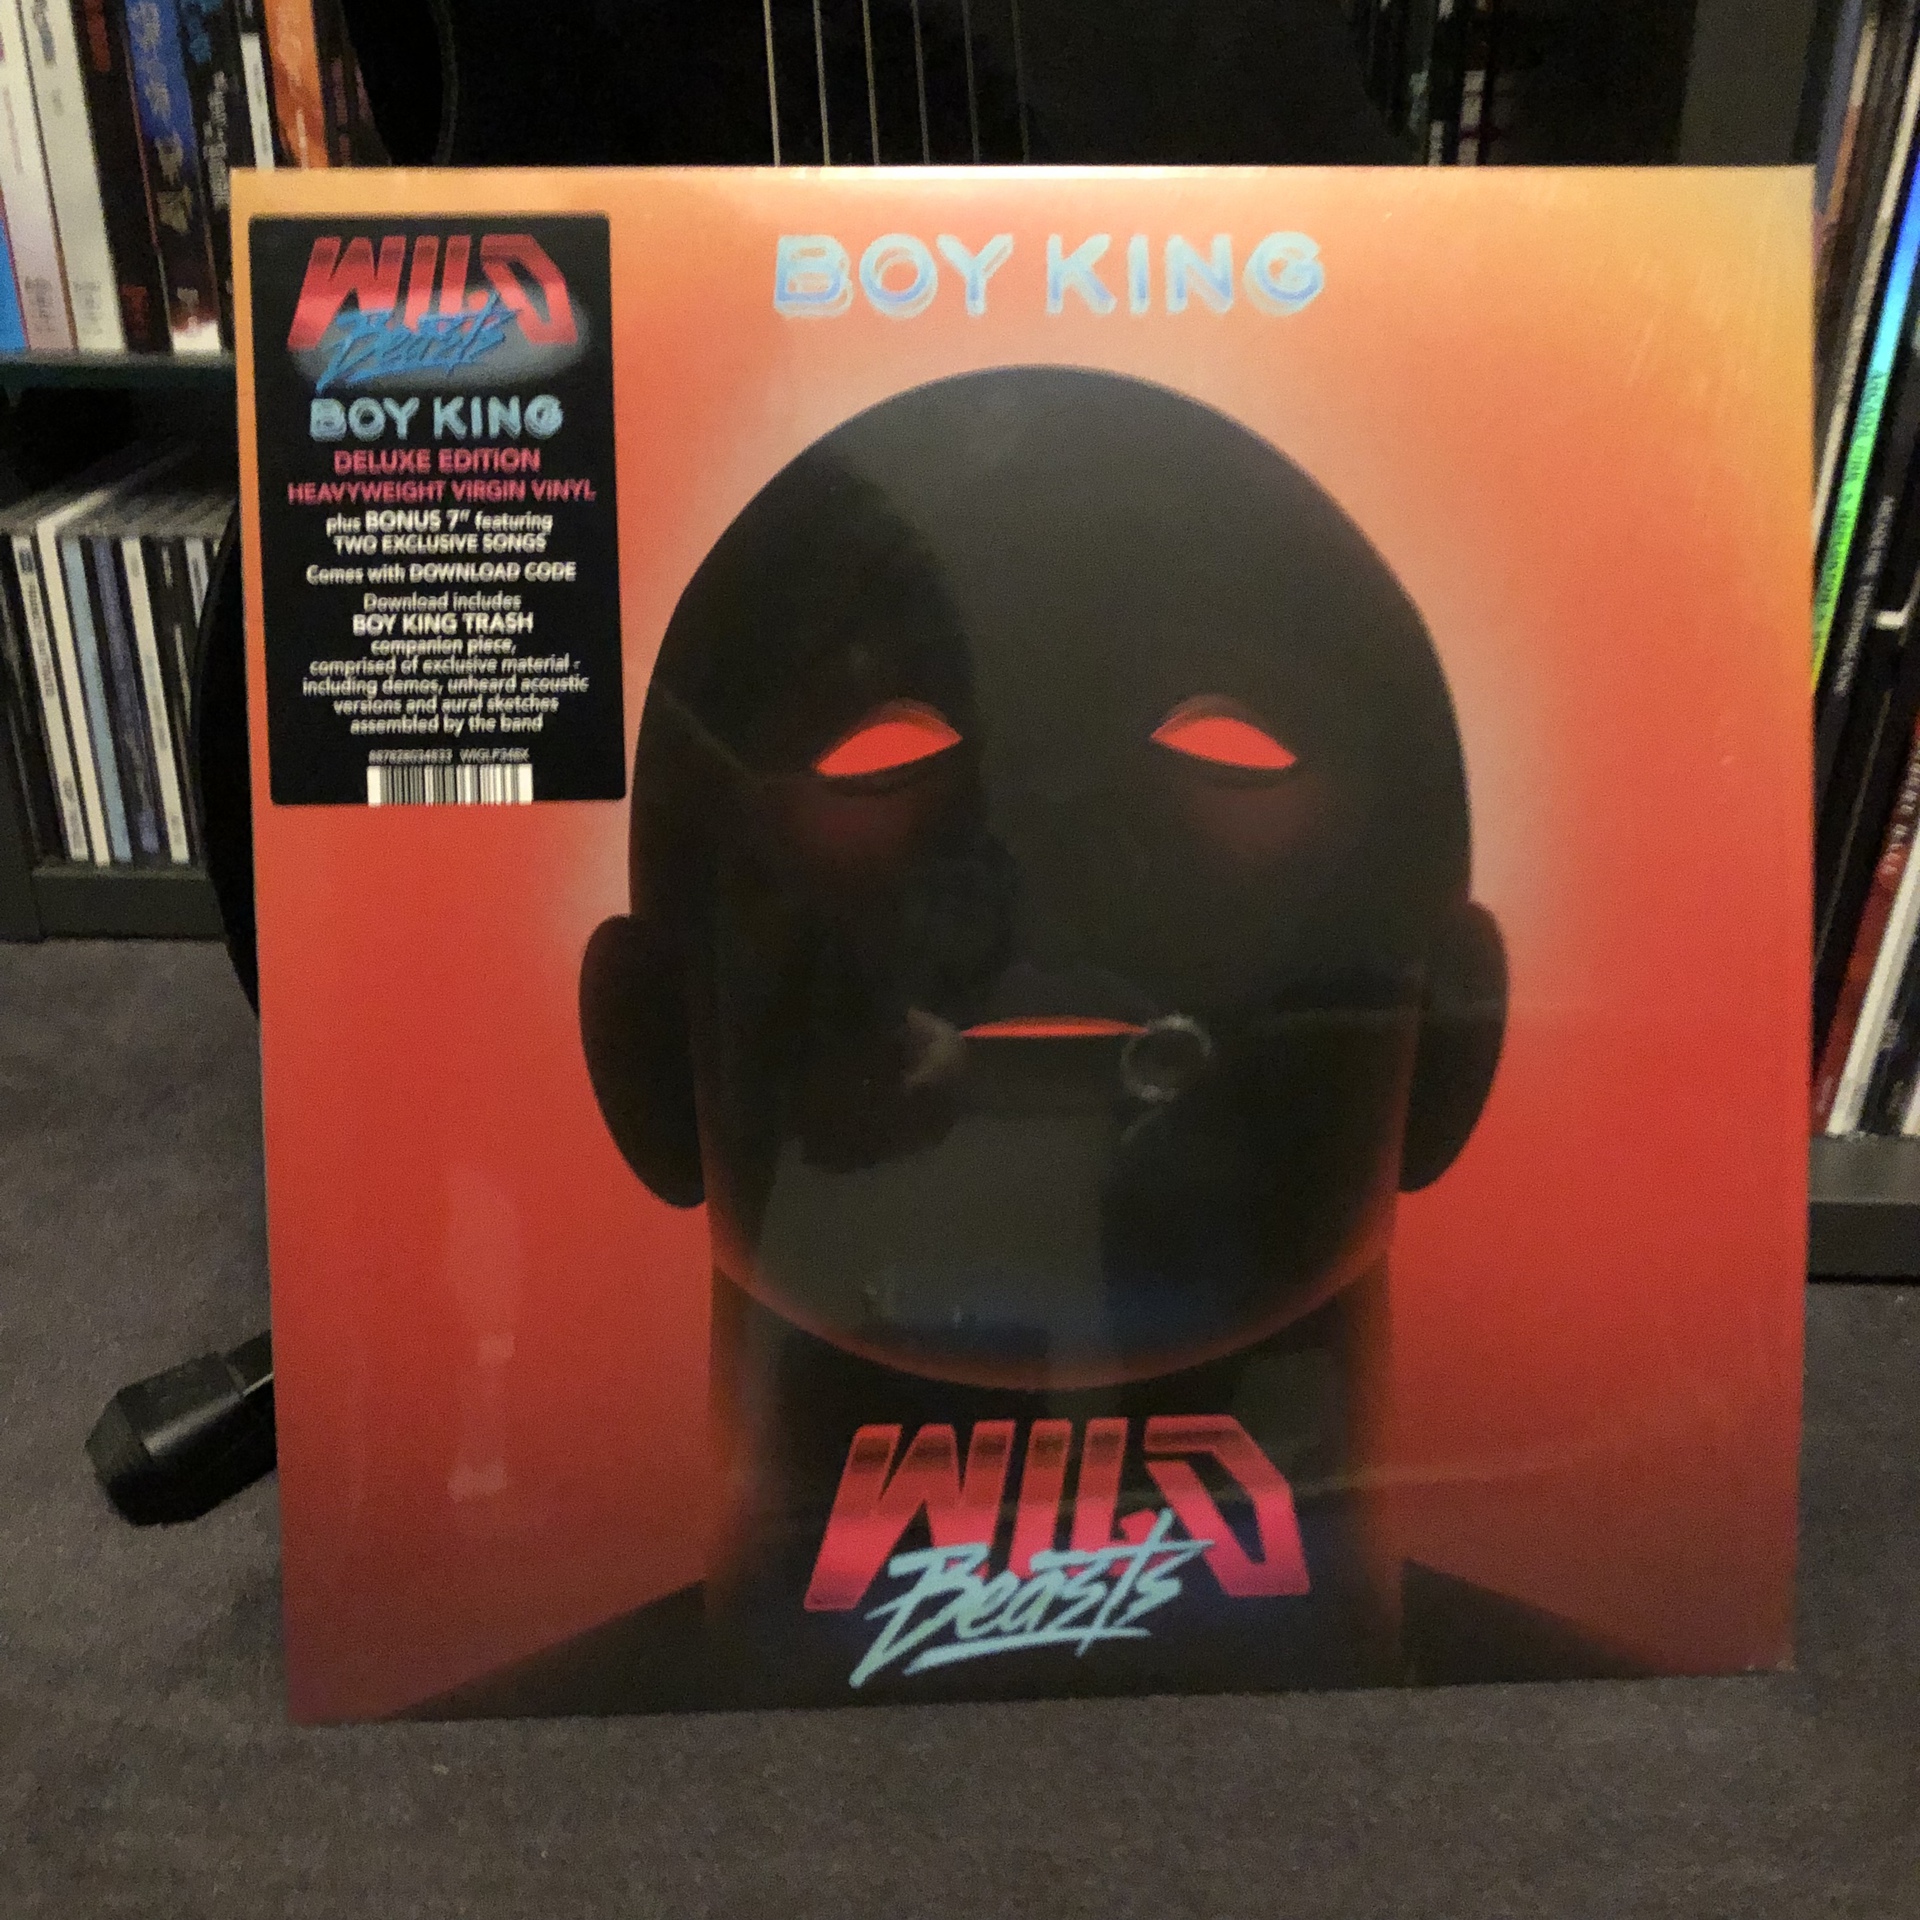 BOY KING
WILD
Beasts
BOY KING
DELUXE EDITION
HEAVYWEIGHT VIRGIN VINYL
plus BONUS 7" featuring
TWO EXCLUSIVE SONGS
Comes with DOWNLOAD CODE
Download includes
BOY KING TRASH
companion piece,
comprised of exclusive material -
including demos, unheard acoustic
versions and aural sketches
assembled by the band
WILD
Beasts